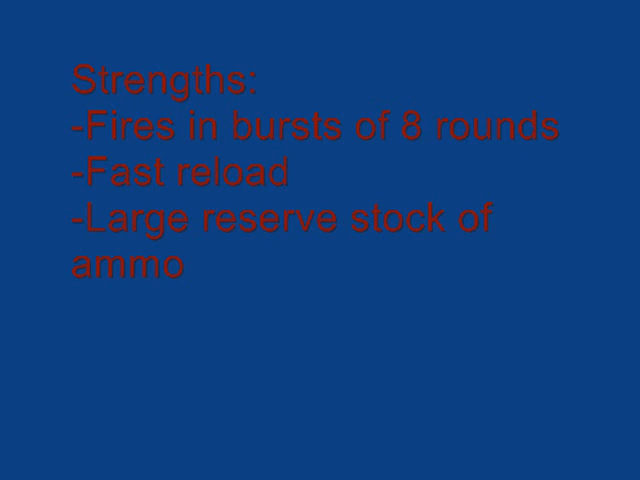 Strengths:
-Fires in bursts of 8 rounds
-Fast reload
-Large reserve stock of
ammo